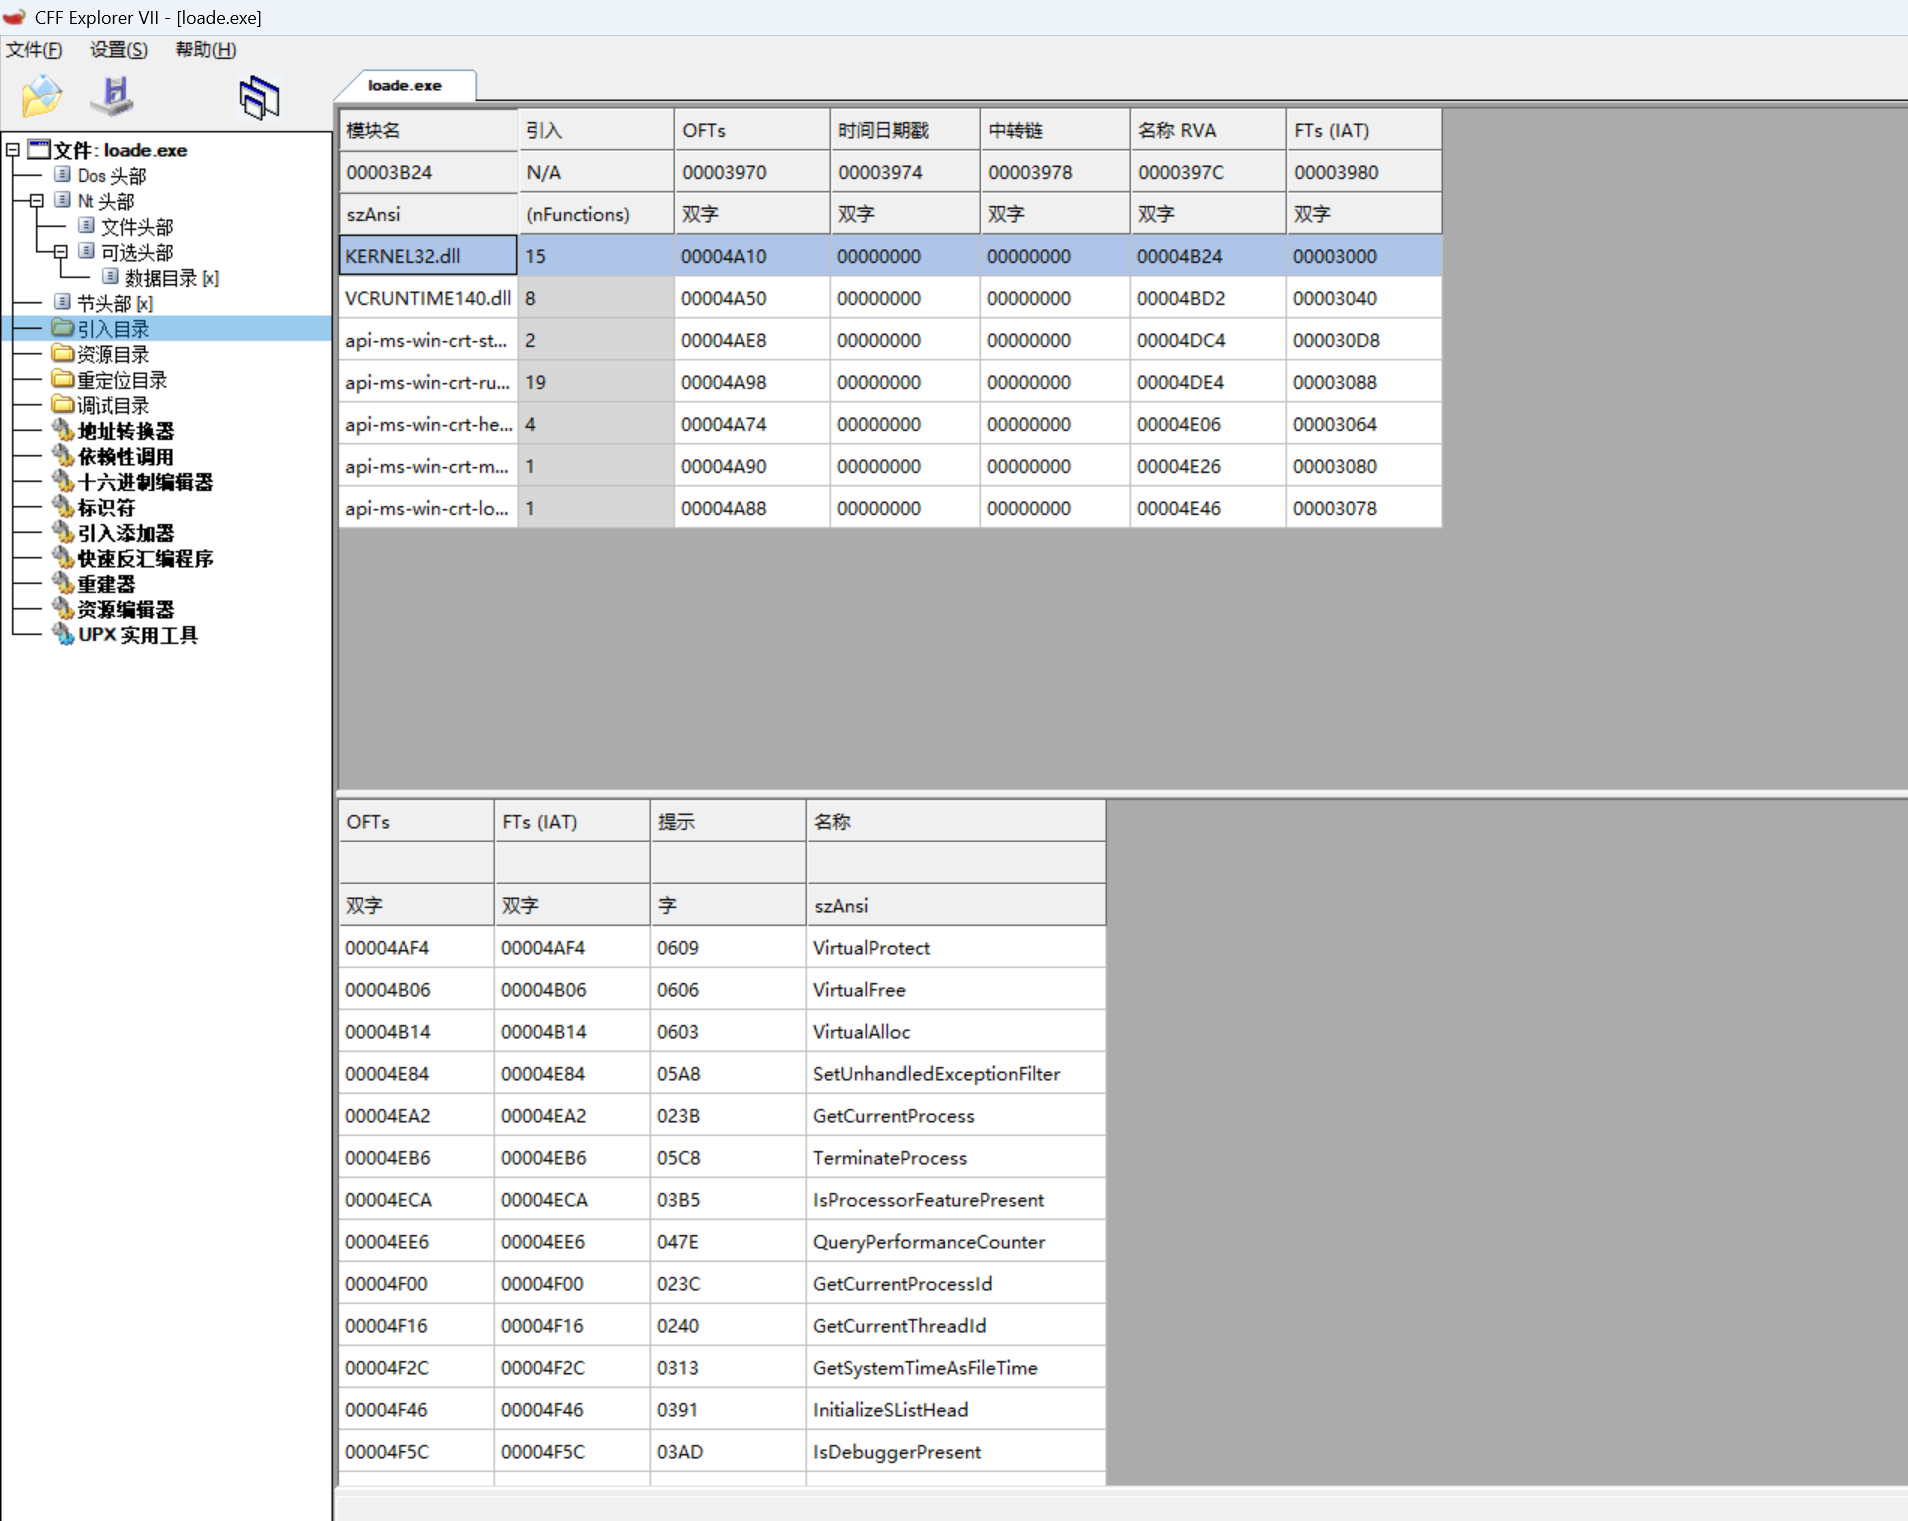 CFF Explorer VII - [loade.exe]
文件(F) 设置(S) 帮助(H)
loade.exe
文件: loade.exe
Dos 头部
Nt 头部
文件头部
可选头部
数据目录 [x]
节头部 [x]
引入目录
资源目录
重定位目录
调试目录
地址转换器
依赖性调用
十六进制编辑器
标识符
引入添加器
快速反汇编程序
重建器
资源编辑器
UPX 实用工具
模块名 引入 OFTs 时间日期戳 中转链 名称 RVA FTs (IAT)
00003B24 N/A 00003970 00003974 00003978 0000397C 00003980
szAnsi (nFunctions) 双字 双字 双字 双字 双字
KERNEL32.dll 15 00004A10 00000000 00000000 00004B24 00003000
VCRUNTIME140.dll 8 00004A50 00000000 00000000 00004BD2 00003040
api-ms-win-crt-st... 2 00004AE8 00000000 00000000 00004DC4 000030D8
api-ms-win-crt-ru... 19 00004A98 00000000 00000000 00004DE4 00003088
api-ms-win-crt-he... 4 00004A74 00000000 00000000 00004E06 00003064
api-ms-win-crt-m... 1 00004A90 00000000 00000000 00004E26 00003080
api-ms-win-crt-lo... 1 00004A88 00000000 00000000 00004E46 00003078
OFTs FTs (IAT) 提示 名称
双字 双字 字 szAnsi
00004AF4 00004AF4 0609 VirtualProtect
00004B06 00004B06 0606 VirtualFree
00004B14 00004B14 0603 VirtualAlloc
00004E84 00004E84 05A8 SetUnhandledExceptionFilter
00004EA2 00004EA2 023B GetCurrentProcess
00004EB6 00004EB6 05C8 TerminateProcess
00004ECA 00004ECA 03B5 IsProcessorFeaturePresent
00004EE6 00004EE6 047E QueryPerformanceCounter
00004F00 00004F00 023C GetCurrentProcessId
00004F16 00004F16 0240 GetCurrentThreadId
00004F2C 00004F2C 0313 GetSystemTimeAsFileTime
00004F46 00004F46 0391 InitializeSListHead
00004F5C 00004F5C 03AD IsDebuggerPresent